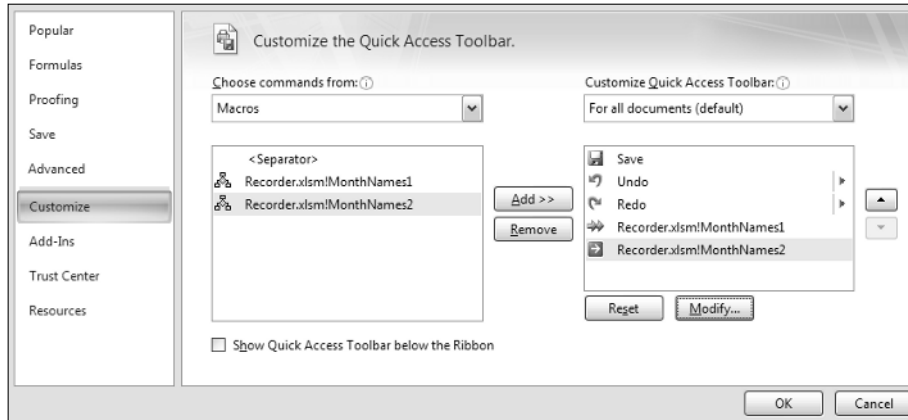 Popular
Formulas
Proofing
Save
Advanced
Customize
Add-Ins
Trust Center
Resources
Customize the Quick Access Toolbar.
Choose commands from:
Macros
<Separator>
Recorder.xlsm!MonthNames1
Recorder.xlsm!MonthNames2
Add >>
Remove
Customize Quick Access Toolbar:
For all documents (default)
Save
Undo
Redo
Recorder.xlsm!MonthNames1
Recorder.xlsm!MonthNames2
Reset
Modify...
Show Quick Access Toolbar below the Ribbon
OK
Cancel